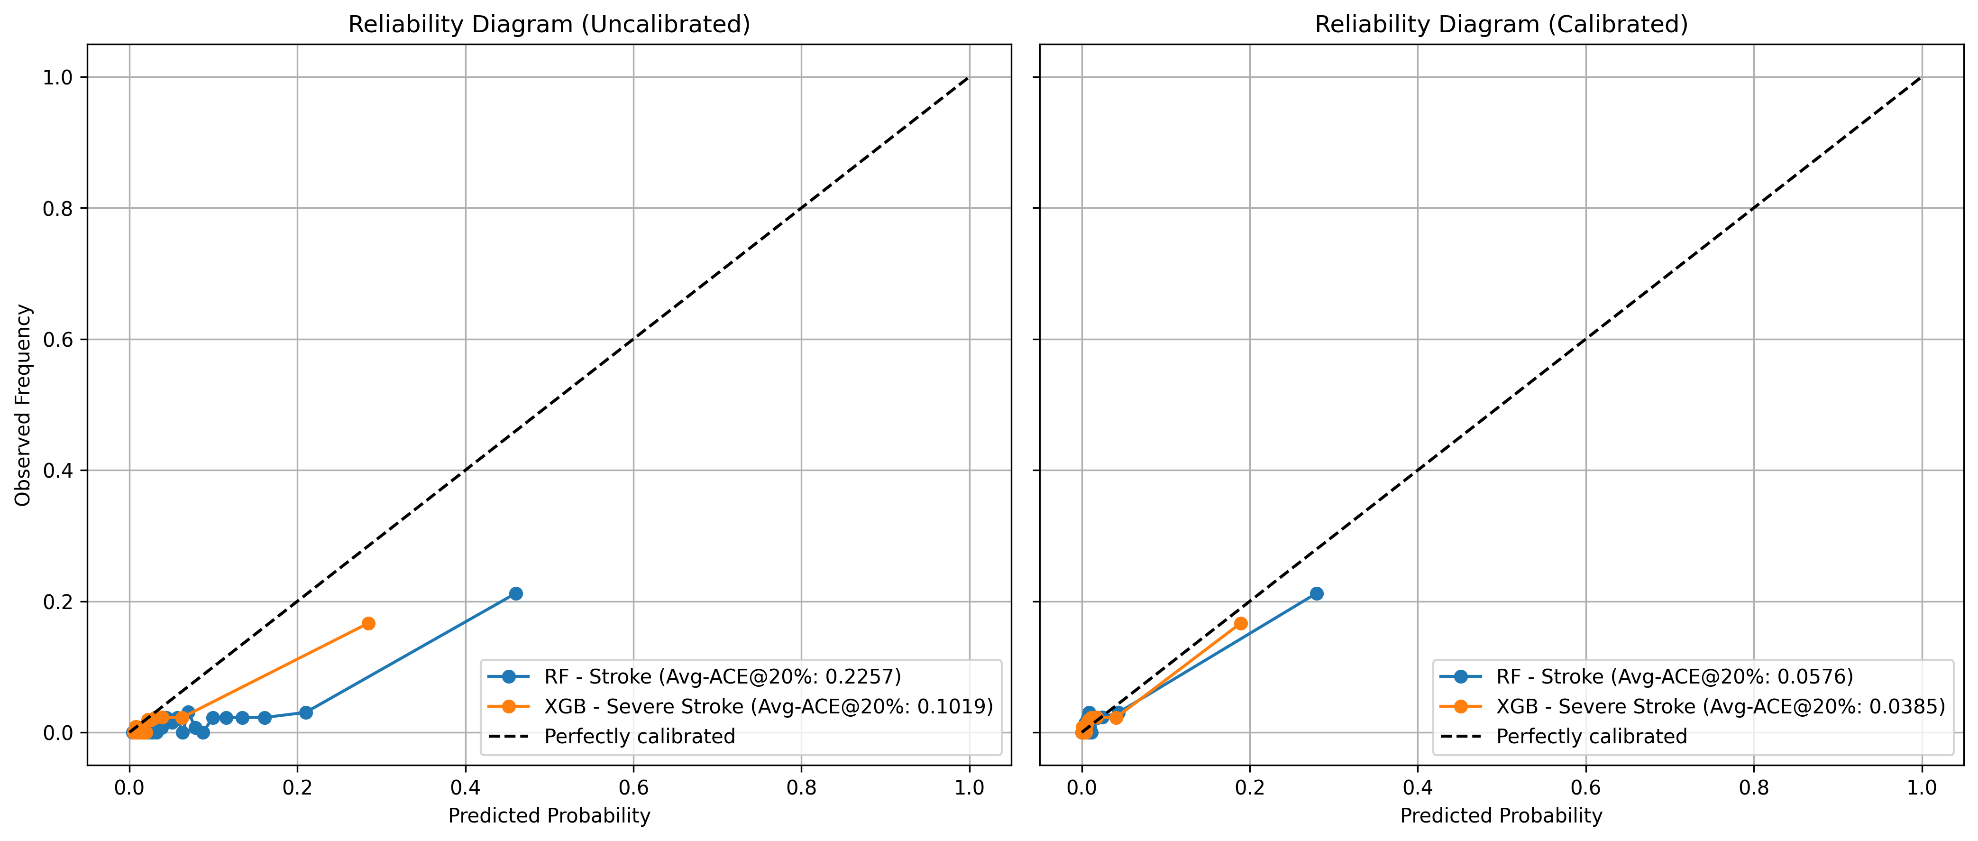 Reliability Diagram (Uncalibrated)
1.0
0.8
0.6
0.4
0.2
0.0
Observed Frequency
0.0 0.2 0.4 0.6 0.8 1.0
Predicted Probability
RF - Stroke (Avg-ACE@20%: 0.2257)
XGB - Severe Stroke (Avg-ACE@20%: 0.1019)
Perfectly calibrated
Reliability Diagram (Calibrated)
0.0 0.2 0.4 0.6 0.8 1.0
Predicted Probability
RF - Stroke (Avg-ACE@20%: 0.0576)
XGB - Severe Stroke (Avg-ACE@20%: 0.0385)
Perfectly calibrated